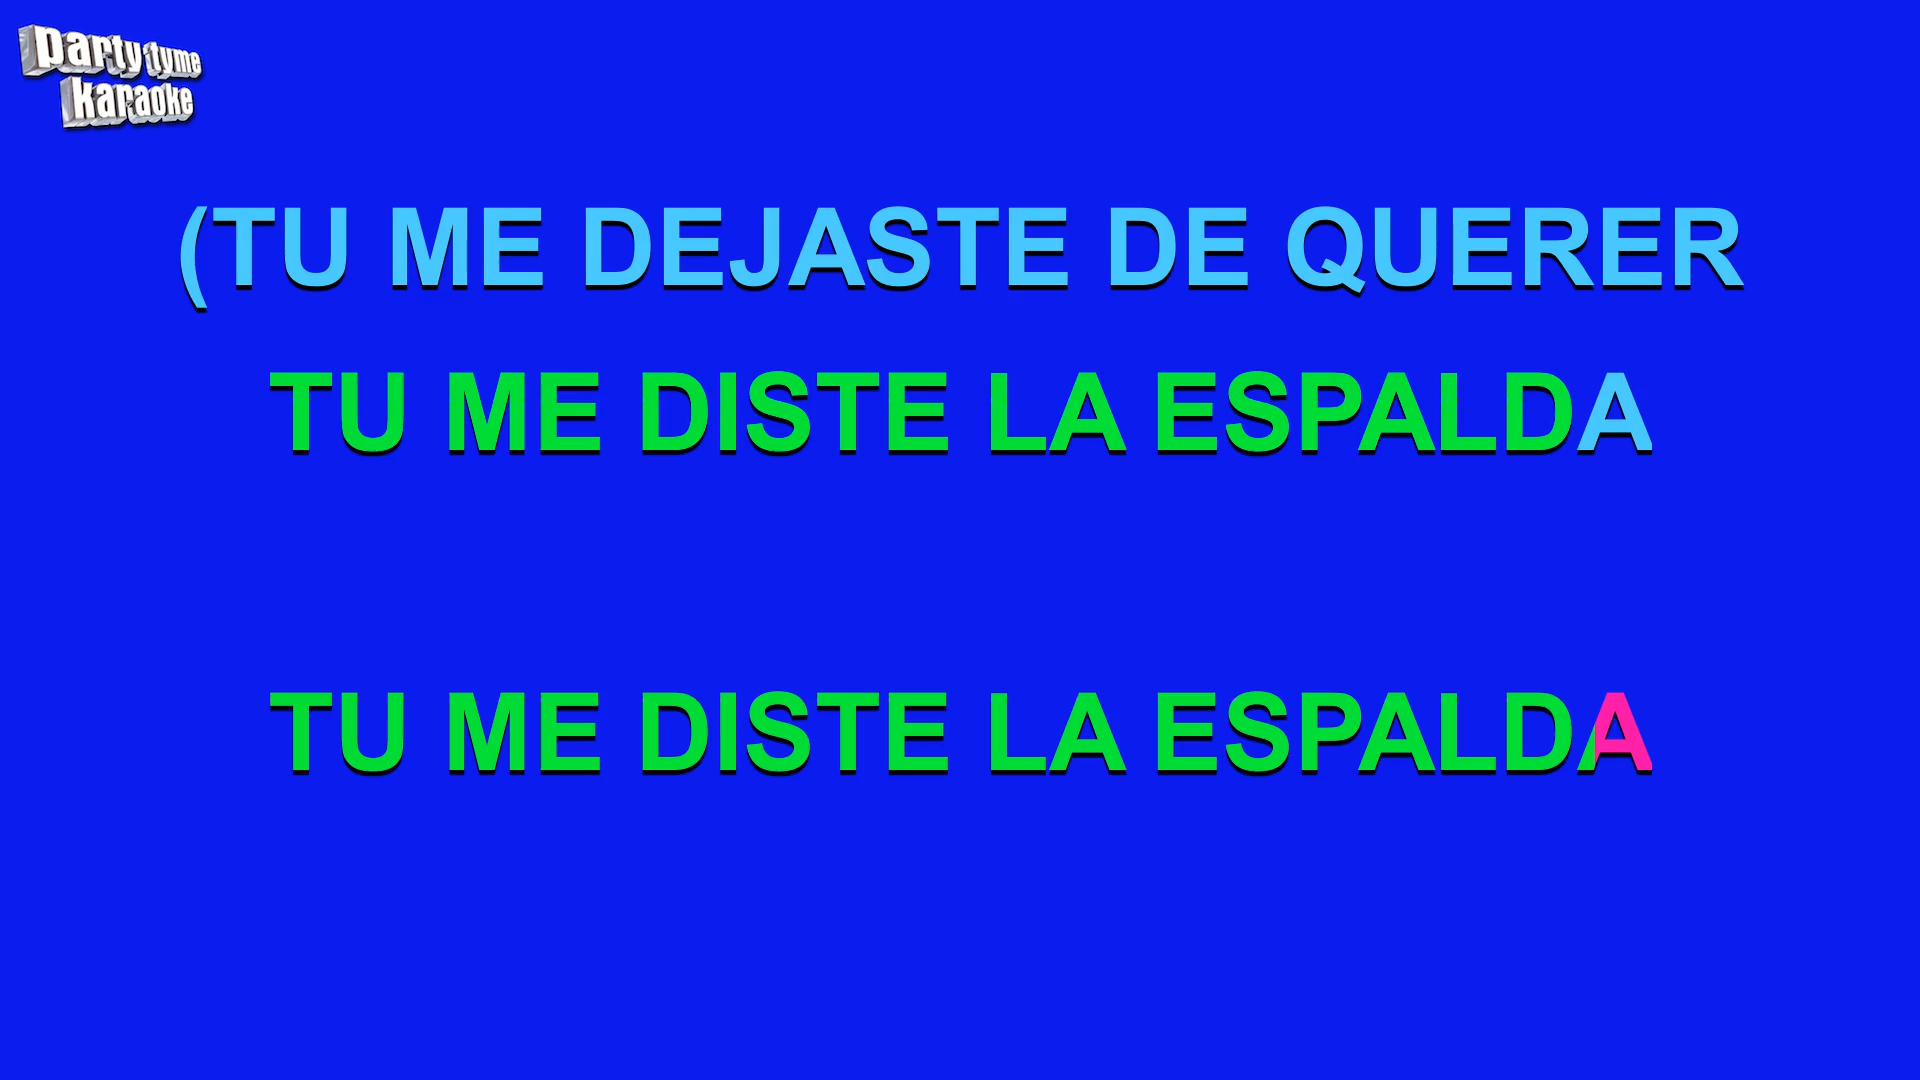 party tyme
karaoke
(TU ME DEJASTE DE QUERER
TU ME DISTE LA ESPALDA
TU ME DISTE LA ESPALDA